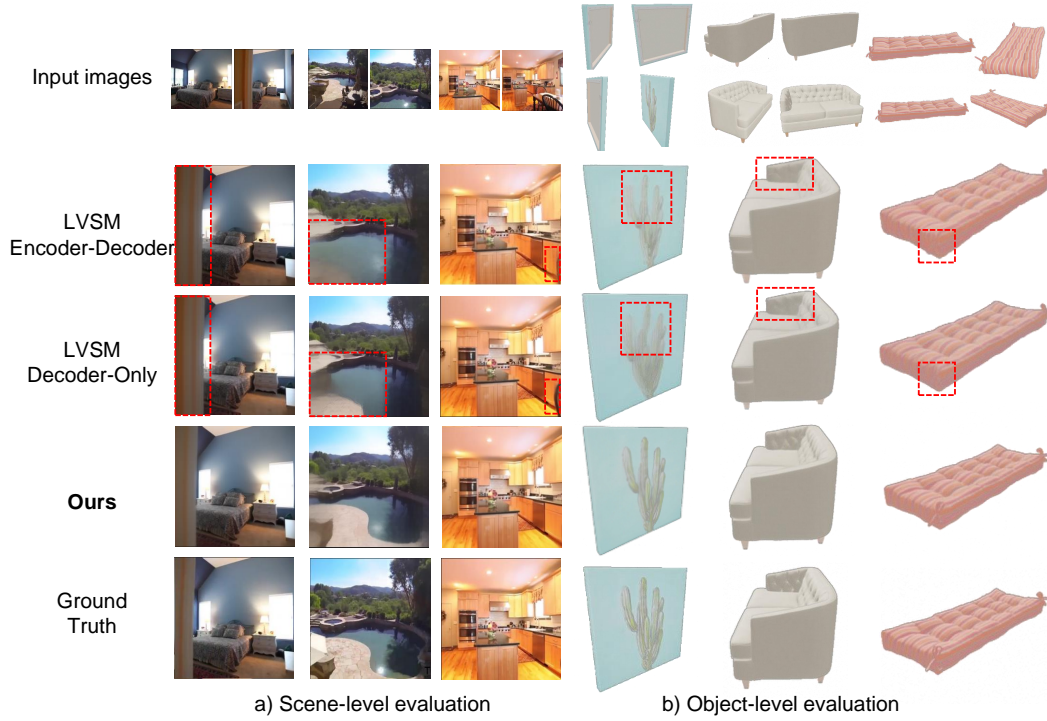 Input images
LVSM
Encoder-Decoder
LVSM
Decoder-Only
Ours
Ground
Truth
a) Scene-level evaluation
b) Object-level evaluation